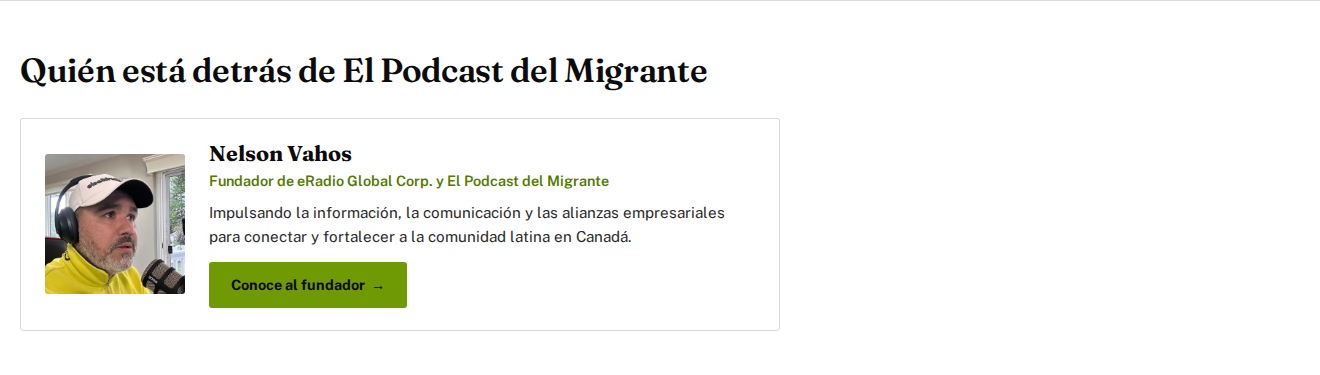 Quién está detrás de El Podcast del Migrante
Nelson Vahos
Fundador de eRadio Global Corp. y El Podcast del Migrante
Impulsando la información, la comunicación y las alianzas empresariales
para conectar y fortalecer a la comunidad latina en Canadá.
Conoce al fundador →